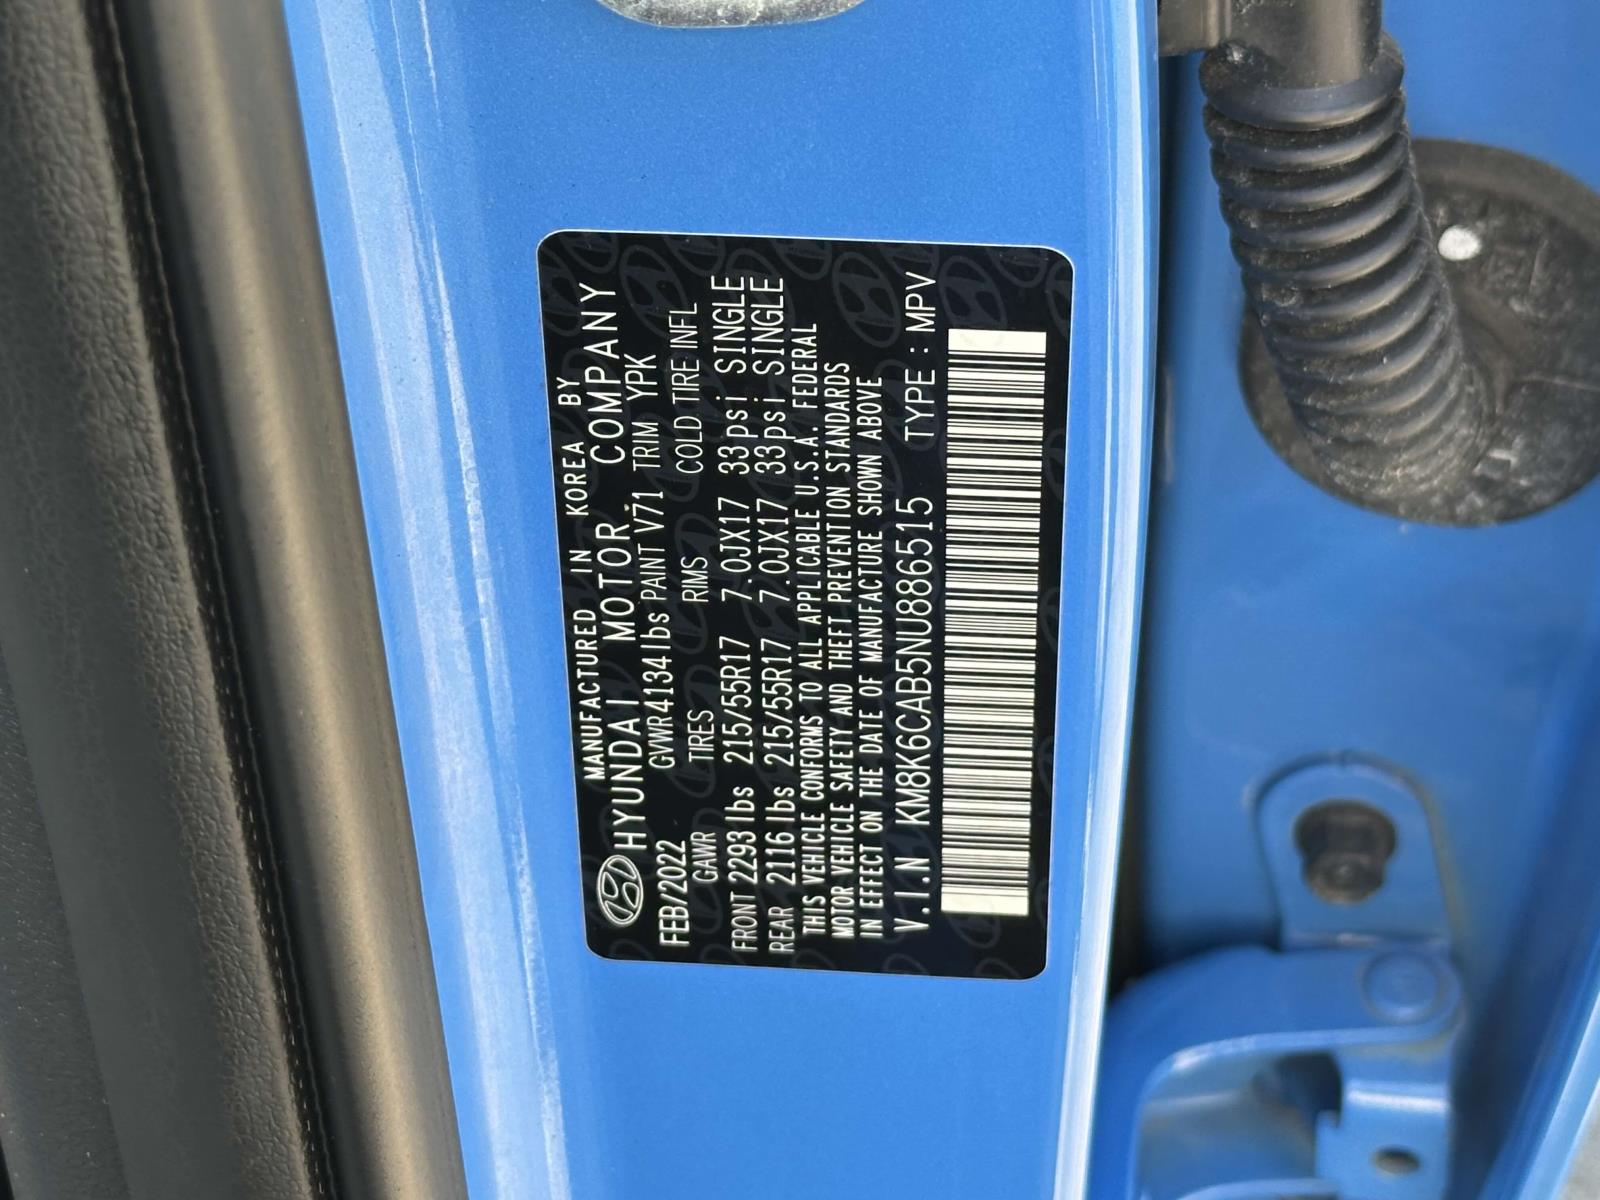 MANUFACTURED IN KOREA BY
HYUNDAI MOTOR COMPANY
FEB/2022 GVWR4134lbs PAINT V71 TRIM YPK
GAWR TIRES RIMS COLD TIRE INFL
FRONT 2293lbs 215/55R17 7.0JX17 33psi SINGLE
REAR 2116lbs 215/55R17 7.0JX17 33psi SINGLE
THIS VEHICLE CONFORMS TO ALL APPLICABLE U.S.A. FEDERAL
MOTOR VEHICLE SAFETY AND THEFT PREVENTION STANDARDS
IN EFFECT ON THE DATE OF MANUFACTURE SHOWN ABOVE
V.I.N KM8K6CAB5NU886515 TYPE : MPV